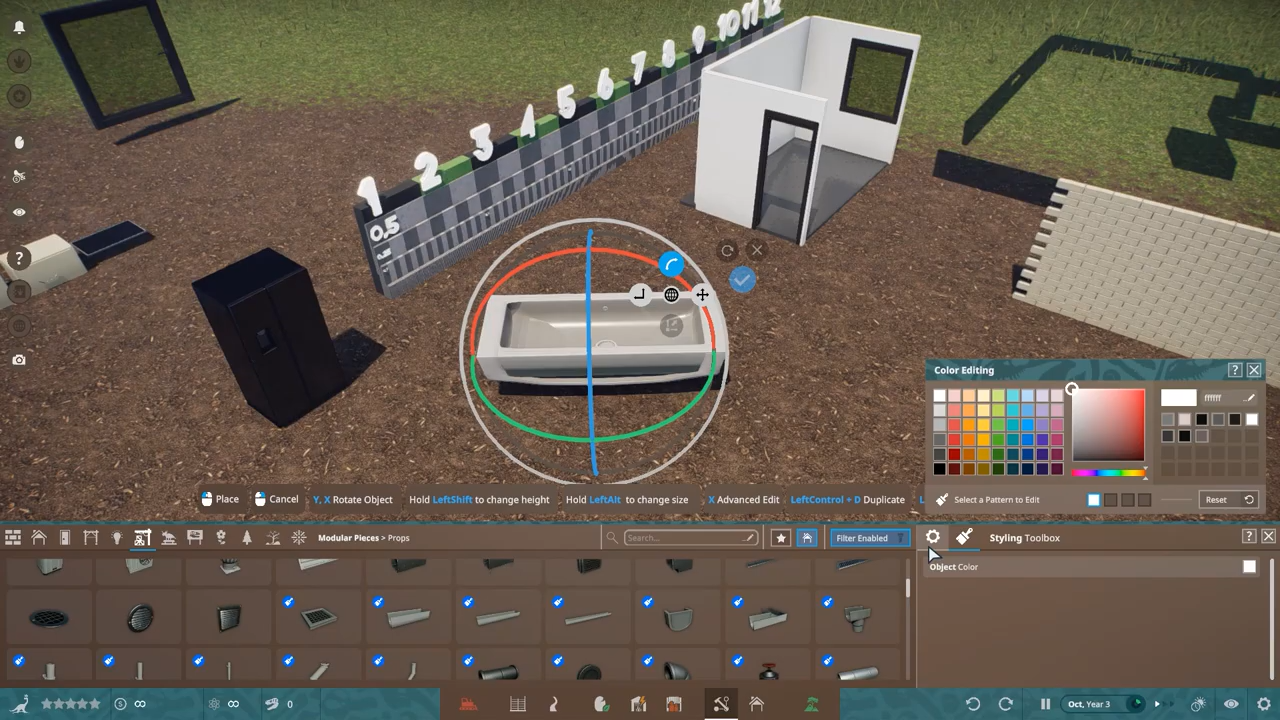 1 2 3 4 5 6 7 8 9 10 11 12
0,5
?
Color Editing ?
ffffff
Select a Pattern to Edit Reset
Place Cancel Y, X Rotate Object Hold LeftShift to change height Hold LeftAlt to change size X Advanced Edit LeftControl + D Duplicate
Modular Pieces > Props Search... Filter Enabled Styling Toolbox ?
Object Color
∞ ∞ 0 Oct, Year 3